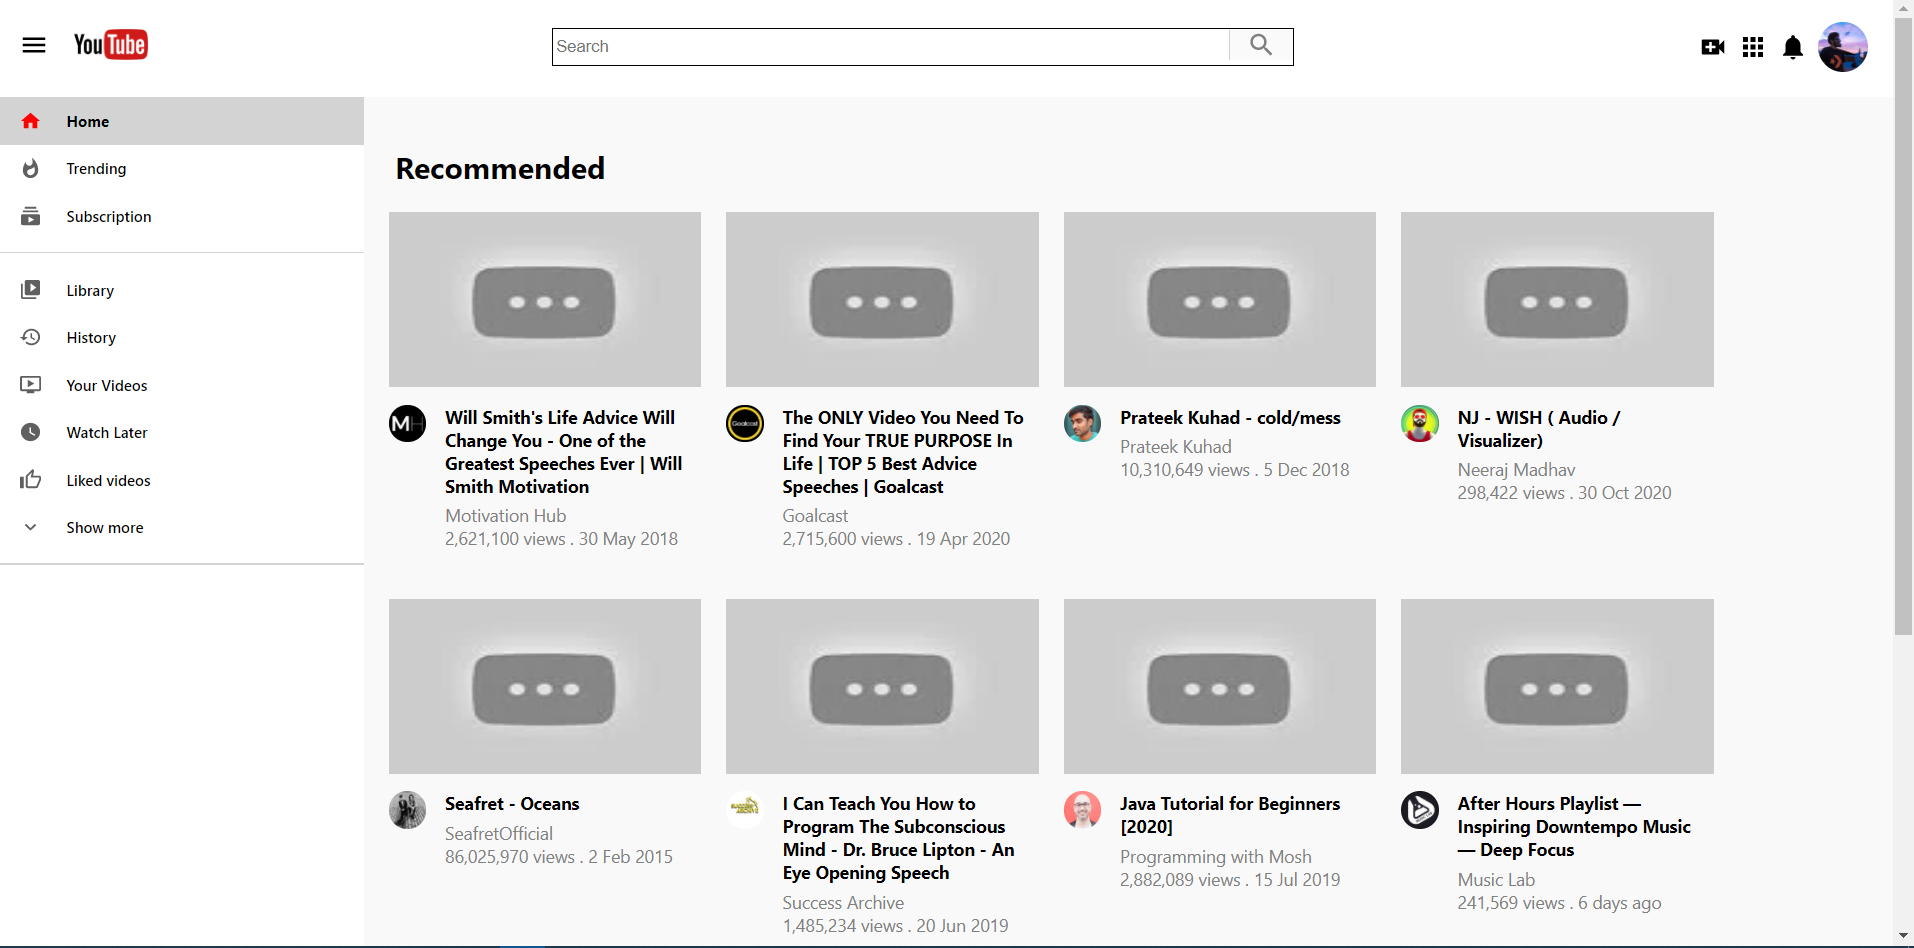 YouTube
Search
Home
Trending
Subscription
Library
History
Your Videos
Watch Later
Liked videos
Show more
Recommended
MH
Will Smith's Life Advice Will
Change You - One of the
Greatest Speeches Ever | Will
Smith Motivation
Motivation Hub
2,621,100 views . 30 May 2018
Goalcast
The ONLY Video You Need To
Find Your TRUE PURPOSE In
Life | TOP 5 Best Advice
Speeches | Goalcast
Goalcast
2,715,600 views . 19 Apr 2020
Prateek Kuhad - cold/mess
Prateek Kuhad
10,310,649 views . 5 Dec 2018
NJ - WISH ( Audio /
Visualizer)
Neeraj Madhav
298,422 views . 30 Oct 2020
Seafret - Oceans
SeafretOfficial
86,025,970 views . 2 Feb 2015
SUCCESS
ARCHIVE
I Can Teach You How to
Program The Subconscious
Mind - Dr. Bruce Lipton - An
Eye Opening Speech
Success Archive
1,485,234 views . 20 Jun 2019
Java Tutorial for Beginners
[2020]
Programming with Mosh
2,882,089 views . 15 Jul 2019
After Hours Playlist —
Inspiring Downtempo Music
— Deep Focus
Music Lab
241,569 views . 6 days ago